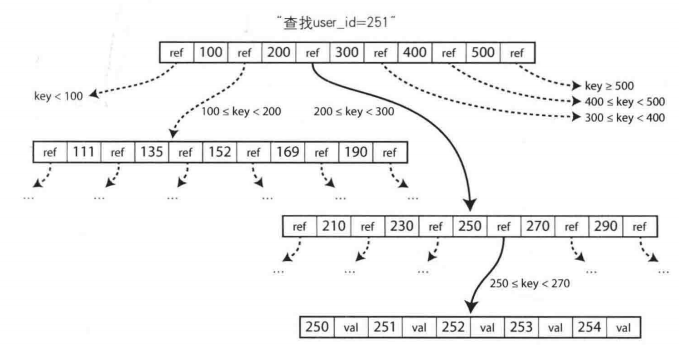 “查找user_id=251”
ref 100 ref 200 ref 300 ref 400 ref 500 ref
key < 100
100 ≤ key < 200
200 ≤ key < 300
key ≥ 500
400 ≤ key < 500
300 ≤ key < 400
ref 111 ref 135 ref 152 ref 169 ref 190 ref
... ... ... ... ... ...
ref 210 ref 230 ref 250 ref 270 ref 290 ref
... ... ... ... ...
250 ≤ key < 270
250 val 251 val 252 val 253 val 254 val